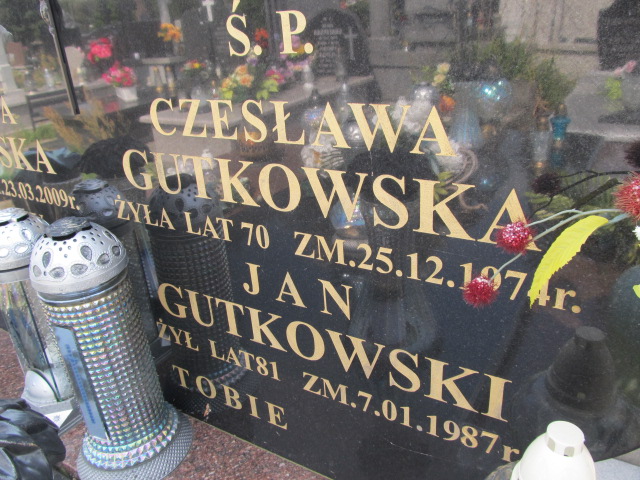 Ś. P.
CZESŁAWA
GUTKOWSKA
ŻYŁA LAT 70 ZM.25.12.1974r.
JAN
GUTKOWSKI
ŻYŁ LAT81 ZM.7.01.1987r
TOBIE
A
SKA
.23.03.2009r.